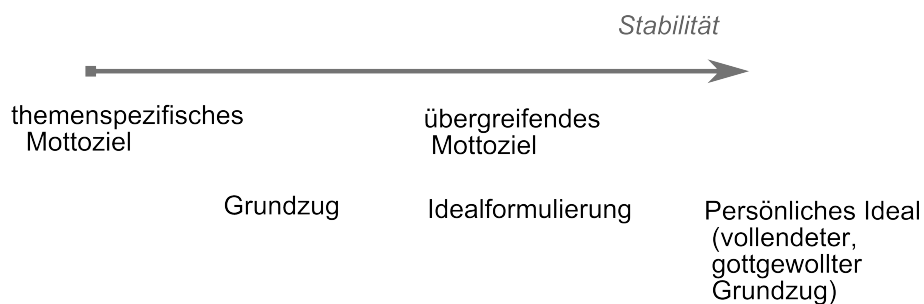 Stabilität
themenspezifisches
Mottoziel
übergreifendes
Mottoziel
Grundzug
Idealformulierung
Persönliches Ideal
(vollendeter,
gottgewollter
Grundzug)